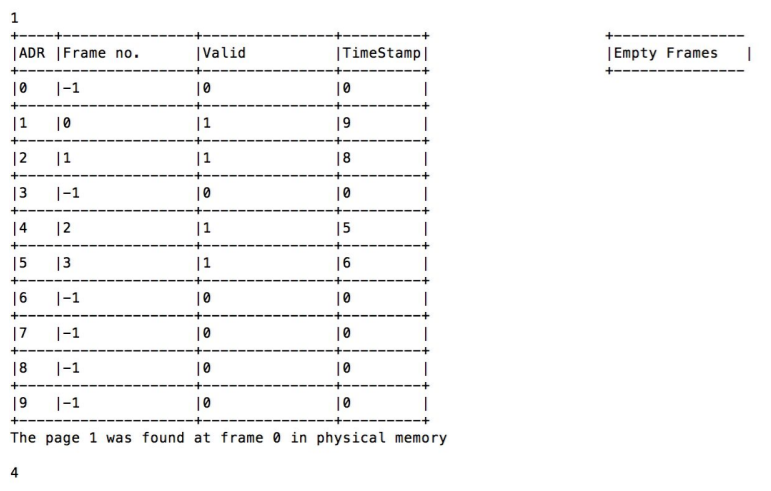 1
+----+---------------+---------------+---------+ +---------------
|ADR |Frame no. |Valid |TimeStamp| |Empty Frames |
+----+---------------+---------------+---------+ +---------------
|0 |-1 |0 |0 |
+--------------------+---------------+---------+
|1 |0 |1 |9 |
+--------------------+---------------+---------+
|2 |1 |1 |8 |
+--------------------+---------------+---------+
|3 |-1 |0 |0 |
+--------------------+---------------+---------+
|4 |2 |1 |5 |
+--------------------+---------------+---------+
|5 |3 |1 |6 |
+--------------------+---------------+---------+
|6 |-1 |0 |0 |
+--------------------+---------------+---------+
|7 |-1 |0 |0 |
+--------------------+---------------+---------+
|8 |-1 |0 |0 |
+--------------------+---------------+---------+
|9 |-1 |0 |0 |
+--------------------+---------------+---------+
The page 1 was found at frame 0 in physical memory
4